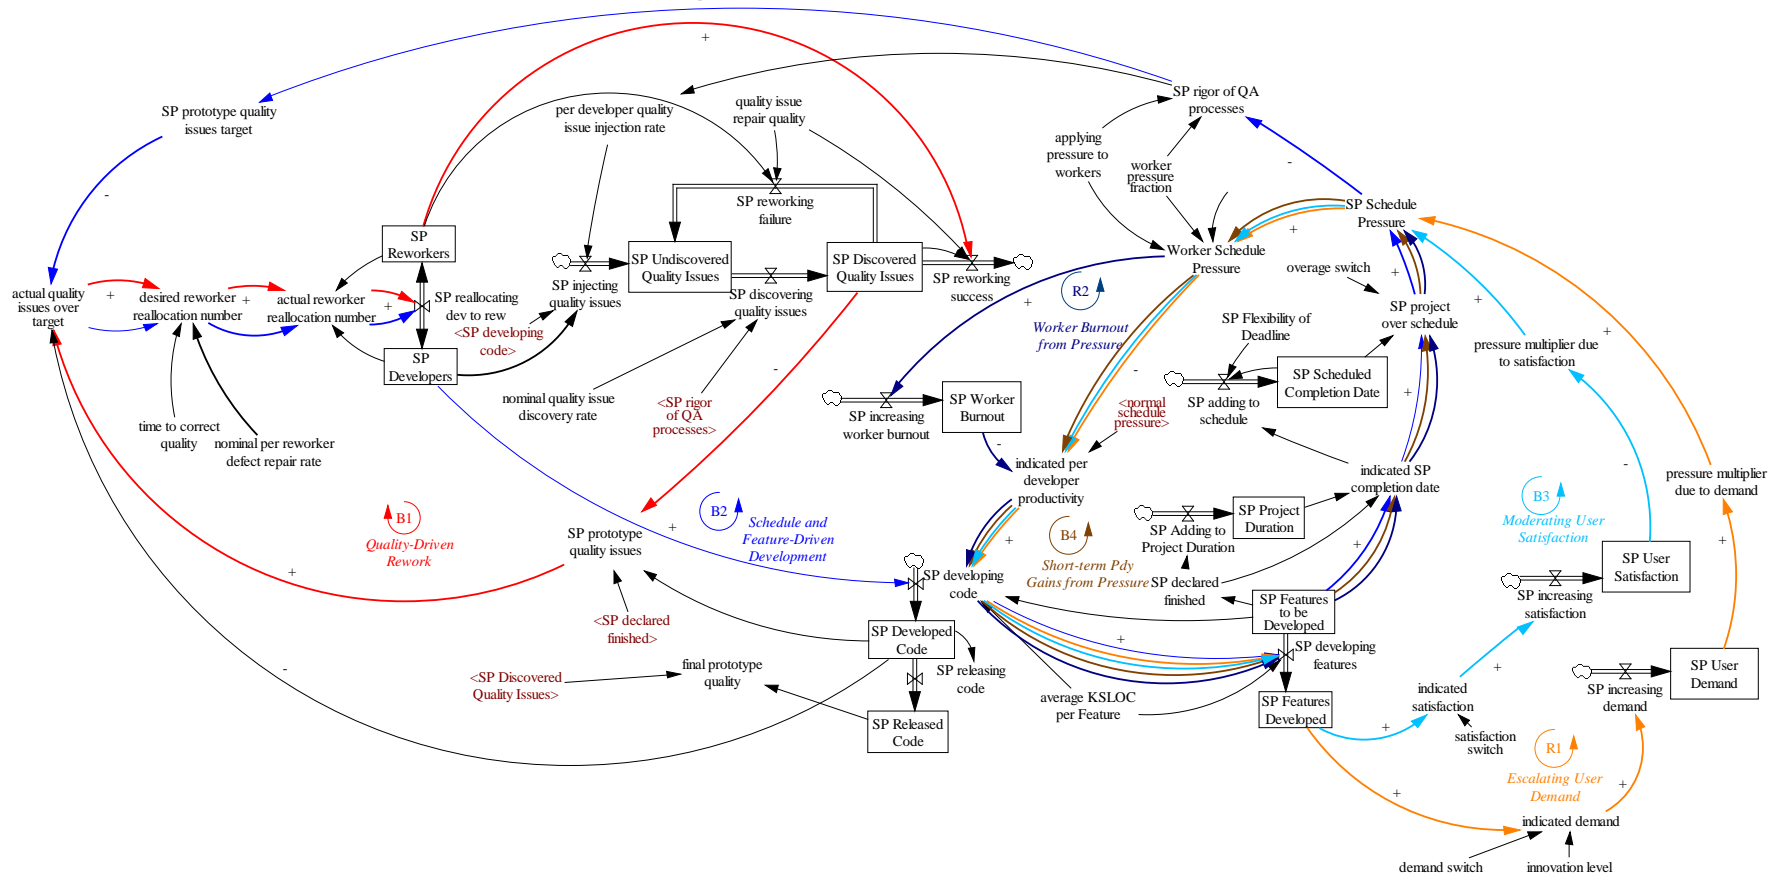 +
SP rigor of QA
processes
SP prototype quality
issues target
per developer quality
issue injection rate
quality issue
repair quality
applying
pressure to
workers
worker
pressure
fraction
-
-
SP reworking
failure
SP Schedule
Pressure
+
SP
Reworkers
SP Undiscovered
Quality Issues
SP Discovered
Quality Issues
Worker Schedule
Pressure
overage switch
+
actual quality
issues over
target
+
desired reworker
reallocation number
+
actual reworker
reallocation number
+
SP reallocating
dev to rew
SP injecting
quality issues
SP discovering
quality issues
SP reworking
success
R2
+
Worker Burnout
from Pressure
SP project
over schedule
+
+
<SP developing
code>
SP Flexibility of
Deadline
pressure multiplier due
to satisfaction
SP
Developers
-
-
SP Scheduled
Completion Date
+
nominal quality issue
discovery rate
<SP rigor
of QA
processes>
SP increasing
worker burnout
SP Worker
Burnout
-
<normal
schedule
pressure>
SP adding to
schedule
time to correct
quality
nominal per reworker
defect repair rate
indicated per
developer
productivity
indicated SP
completion date
-
pressure multiplier
due to demand
B1
Quality-Driven
Rework
B2
Schedule and
Feature-Driven
Development
+
SP prototype
quality issues
+
B4
Short-term Pdy
Gains from Pressure
SP Project
Duration
SP Adding to
Project Duration
+
B3
Moderating User
Satisfaction
+
SP User
Satisfaction
+
SP developing
code
SP declared
finished
SP increasing
satisfaction
<SP declared
finished>
SP Features
to be
Developed
+
SP Developed
Code
SP developing
features
-
final prototype
quality
SP releasing
code
<SP Discovered
Quality Issues>
+
SP User
Demand
SP increasing
demand
average KSLOC
per Feature
SP Features
Developed
indicated
satisfaction
+
satisfaction
switch
SP Released
Code
R1
Escalating User
Demand
+
+
indicated demand
demand switch
innovation level